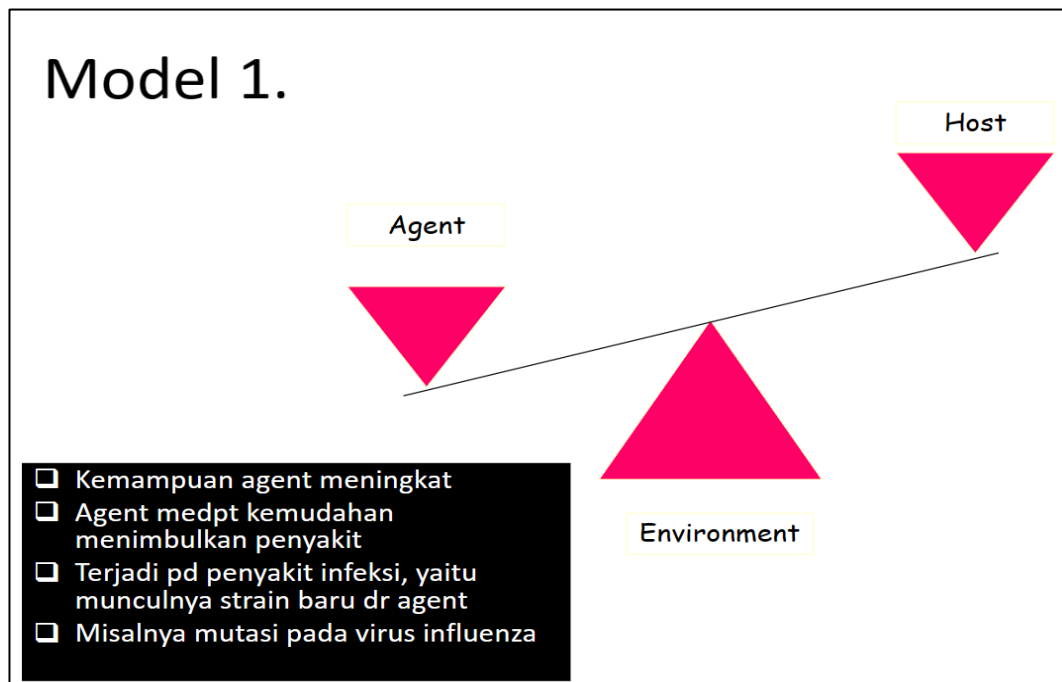 Model 1.
Host
Agent
Environment
❑ Kemampuan agent meningkat
❑ Agent medpt kemudahan
menimbulkan penyakit
❑ Terjadi pd penyakit infeksi, yaitu
munculnya strain baru dr agent
❑ Misalnya mutasi pada virus influenza